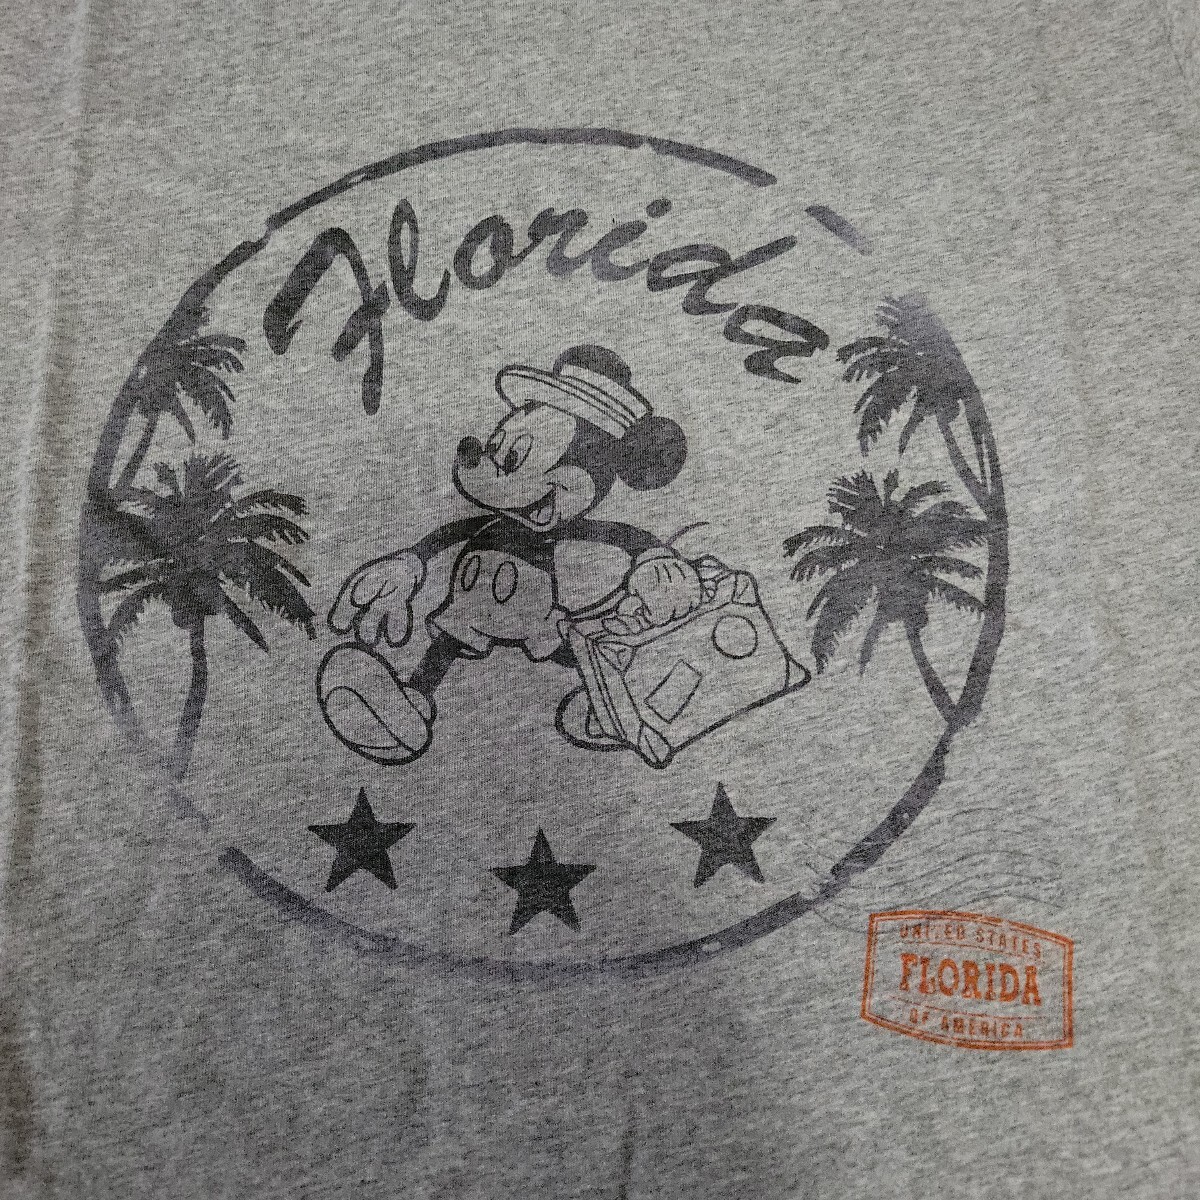 Florida
UNITED STATES
FLORIDA
OF AMERICA